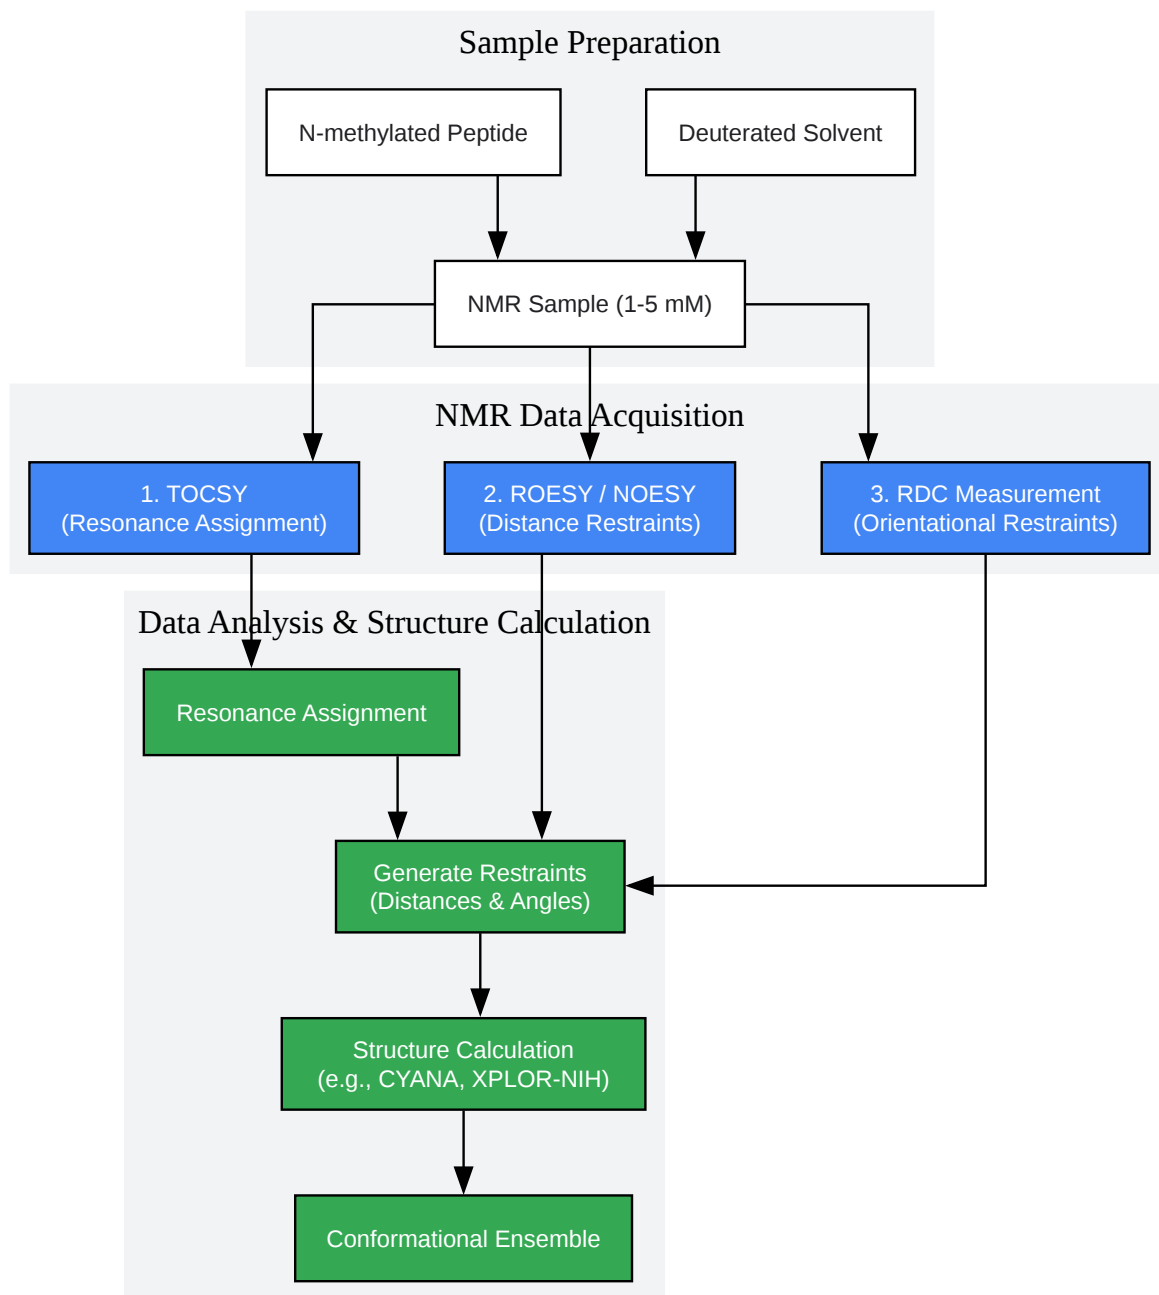 Sample Preparation
N-methylated Peptide
Deuterated Solvent
NMR Sample (1-5 mM)
NMR Data Acquisition
1. TOCSY
(Resonance Assignment)
2. ROESY / NOESY
(Distance Restraints)
3. RDC Measurement
(Orientational Restraints)
Data Analysis & Structure Calculation
Resonance Assignment
Generate Restraints
(Distances & Angles)
Structure Calculation
(e.g., CYANA, XPLOR-NIH)
Conformational Ensemble